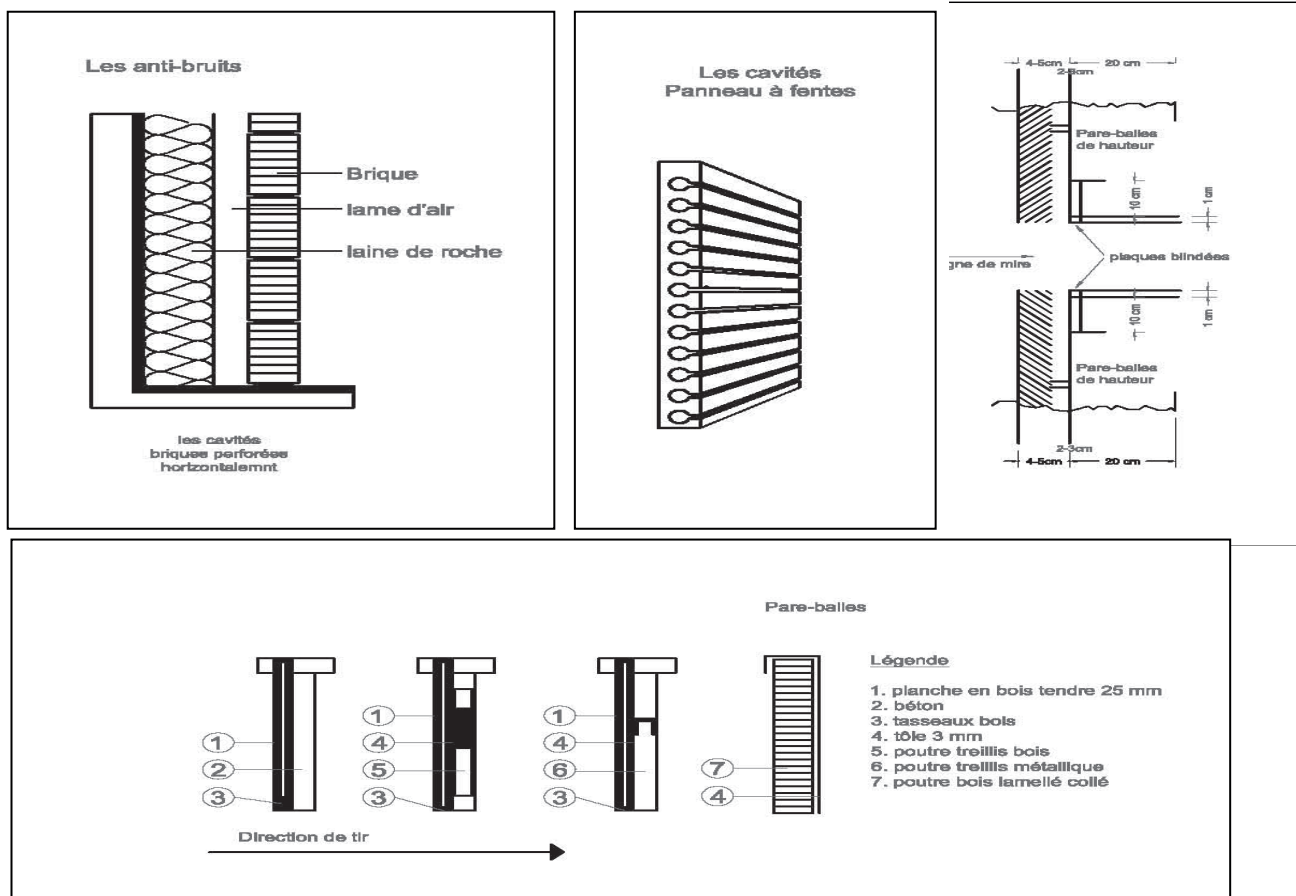 Les anti-bruits
Brique
lame d'air
laine de roche
les cavités
briques perforées
horizontalemnt
Les cavités
Panneau à fentes
4-5cm
20 cm
Pare-balles
de hauteur
10 cm
1 cm
gne de mire
plaques blindées
10 cm
1 cm
Pare-balles
de hauteur
2-3cm
4-5cm
20 cm
Pare-balles
1
2
3
1
4
5
3
1
4
6
3
7
4
Direction de tir
Légende
1. planche en bois tendre 25 mm
2. béton
3. tasseaux bois
4. tôle 3 mm
5. poutre treillis bois
6. poutre treillis métallique
7. poutre bois lamellé collé